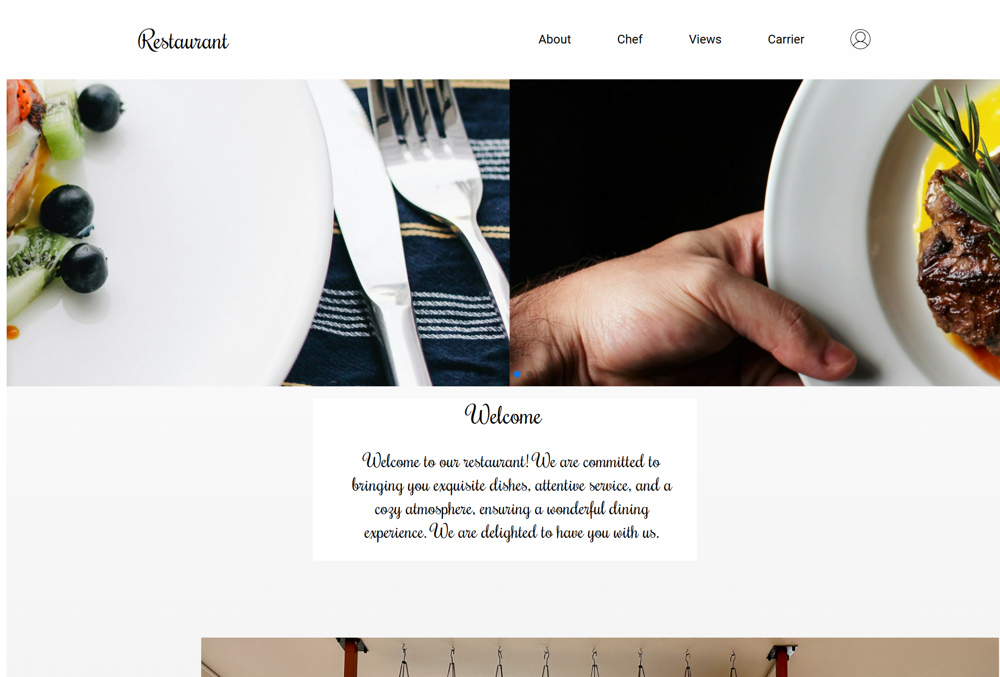 Restaurant
About Chef Views Carrier
Welcome
Welcome to our restaurant! We are committed to
bringing you exquisite dishes, attentive service, and a
cozy atmosphere, ensuring a wonderful dining
experience. We are delighted to have you with us.